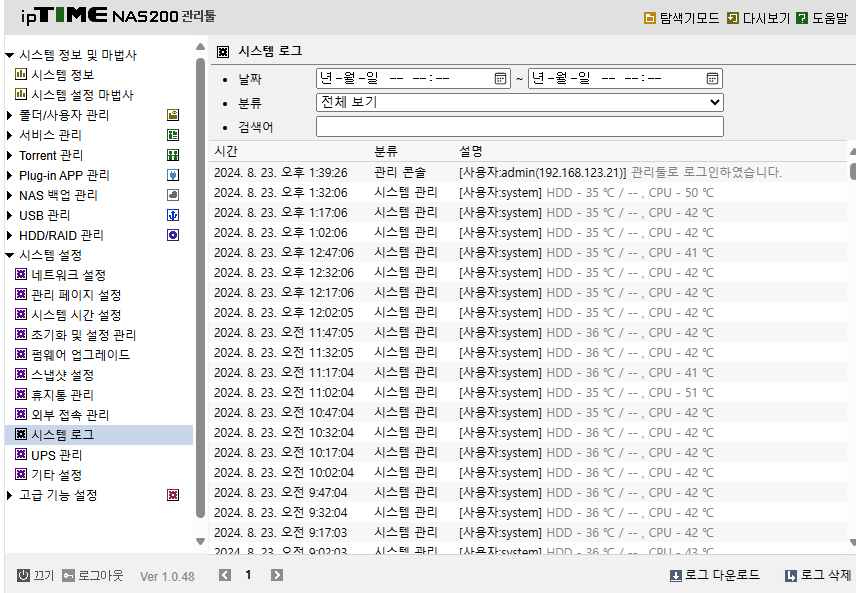 ipTIME NAS200 관리툴
탐색기모드 다시보기 도움말
시스템 정보 및 마법사
시스템 정보
시스템 설정 마법사
폴더/사용자 관리
서비스 관리
Torrent 관리
Plug-in APP 관리
NAS 백업 관리
USB 관리
HDD/RAID 관리
시스템 설정
네트워크 설정
관리 페이지 설정
시스템 시간 설정
초기화 및 설정 관리
펌웨어 업그레이드
스냅샷 설정
휴지통 관리
외부 접속 관리
시스템 로그
UPS 관리
기타 설정
고급 기능 설정
시스템 로그
날짜 년-월-일 -- --:-- ~ 년-월-일 -- --:--
분류 전체 보기
검색어
시간 분류 설명
2024. 8. 23. 오후 1:39:26 관리 콘솔 [사용자:admin(192.168.123.21)] 관리툴로 로그인하였습니다.
2024. 8. 23. 오후 1:32:06 시스템 관리 [사용자:system] HDD - 35 ℃ / -- , CPU - 50 ℃
2024. 8. 23. 오후 1:17:06 시스템 관리 [사용자:system] HDD - 35 ℃ / -- , CPU - 42 ℃
2024. 8. 23. 오후 1:02:06 시스템 관리 [사용자:system] HDD - 35 ℃ / -- , CPU - 42 ℃
2024. 8. 23. 오후 12:47:06 시스템 관리 [사용자:system] HDD - 35 ℃ / -- , CPU - 41 ℃
2024. 8. 23. 오후 12:32:06 시스템 관리 [사용자:system] HDD - 35 ℃ / -- , CPU - 42 ℃
2024. 8. 23. 오후 12:17:06 시스템 관리 [사용자:system] HDD - 35 ℃ / -- , CPU - 42 ℃
2024. 8. 23. 오후 12:02:05 시스템 관리 [사용자:system] HDD - 35 ℃ / -- , CPU - 42 ℃
2024. 8. 23. 오전 11:47:05 시스템 관리 [사용자:system] HDD - 36 ℃ / -- , CPU - 42 ℃
2024. 8. 23. 오전 11:32:05 시스템 관리 [사용자:system] HDD - 36 ℃ / -- , CPU - 42 ℃
2024. 8. 23. 오전 11:17:04 시스템 관리 [사용자:system] HDD - 36 ℃ / -- , CPU - 41 ℃
2024. 8. 23. 오전 11:02:04 시스템 관리 [사용자:system] HDD - 35 ℃ / -- , CPU - 51 ℃
2024. 8. 23. 오전 10:47:04 시스템 관리 [사용자:system] HDD - 35 ℃ / -- , CPU - 42 ℃
2024. 8. 23. 오전 10:32:04 시스템 관리 [사용자:system] HDD - 36 ℃ / -- , CPU - 42 ℃
2024. 8. 23. 오전 10:17:04 시스템 관리 [사용자:system] HDD - 36 ℃ / -- , CPU - 42 ℃
2024. 8. 23. 오전 10:02:04 시스템 관리 [사용자:system] HDD - 36 ℃ / -- , CPU - 42 ℃
2024. 8. 23. 오전 9:47:04 시스템 관리 [사용자:system] HDD - 36 ℃ / -- , CPU - 42 ℃
2024. 8. 23. 오전 9:32:04 시스템 관리 [사용자:system] HDD - 36 ℃ / -- , CPU - 42 ℃
2024. 8. 23. 오전 9:17:03 시스템 관리 [사용자:system] HDD - 36 ℃ / -- , CPU - 42 ℃
2024. 8. 23. 오전 9:02:03 시스템 관리 [사용자:system] HDD - 36 ℃ / -- , CPU - 43 ℃
끄기 로그아웃 Ver 1.0.48 1 로그 다운로드 로그 삭제